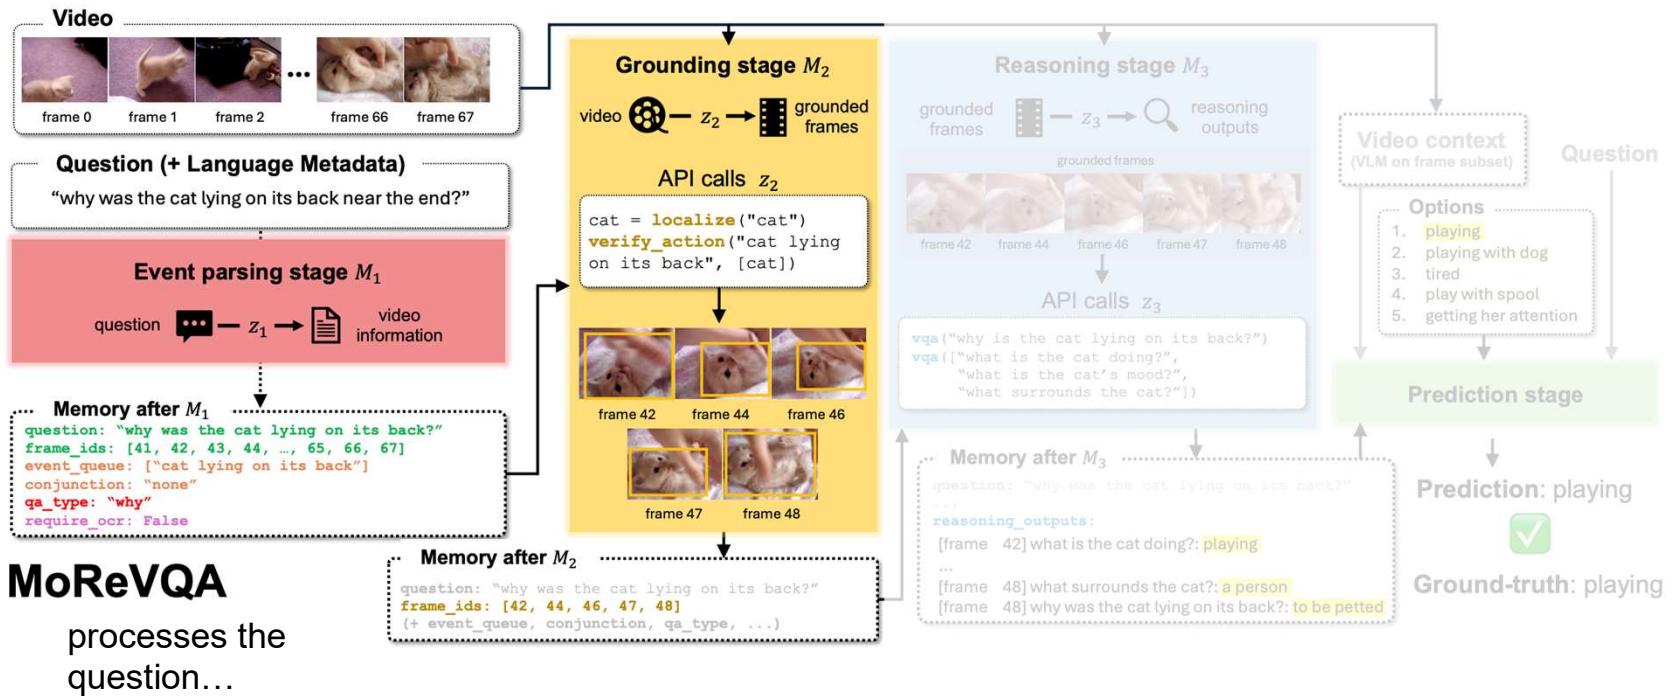 Video
frame 0
frame 1
frame 2
...
frame 66
frame 67
Question (+ Language Metadata)
“why was the cat lying on its back near the end?”
Event parsing stage M1
question
z1
video
information
Memory after M1
question: “why was the cat lying on its back?”
frame_ids: [41, 42, 43, 44, …, 65, 66, 67]
event_queue: [“cat lying on its back”]
conjunction: “none”
qa_type: “why”
require_ocr: False
MoReVQA
processes the
question…
Grounding stage M2
video
z2
grounded
frames
API calls z2
cat = localize("cat")
verify_action("cat lying
on its back", [cat])
frame 42
frame 44
frame 46
frame 47
frame 48
Memory after M2
question: “why was the cat lying on its back?”
frame_ids: [42, 44, 46, 47, 48]
(+ event_queue, conjunction, qa_type, ...)
Reasoning stage M3
grounded
frames
z3
reasoning
outputs
grounded frames
frame 42
frame 44
frame 46
frame 47
frame 48
API calls z3
vqa(“why is the cat lying on its back?”)
vqa([“what is the cat doing?”,
“what is the cat’s mood?”,
“what surrounds the cat?”])
Memory after M3
question: “why was the cat lying on its back?”
...
reasoning_outputs:
[frame 42] what is the cat doing?: playing
...
[frame 48] what surrounds the cat?: a person
[frame 48] why was the cat lying on its back?: to be petted
Video context
(VLM on frame subset)
Question
Options
1. playing
2. playing with dog
3. tired
4. play with spool
5. getting her attention
Prediction stage
Prediction: playing
Ground-truth: playing